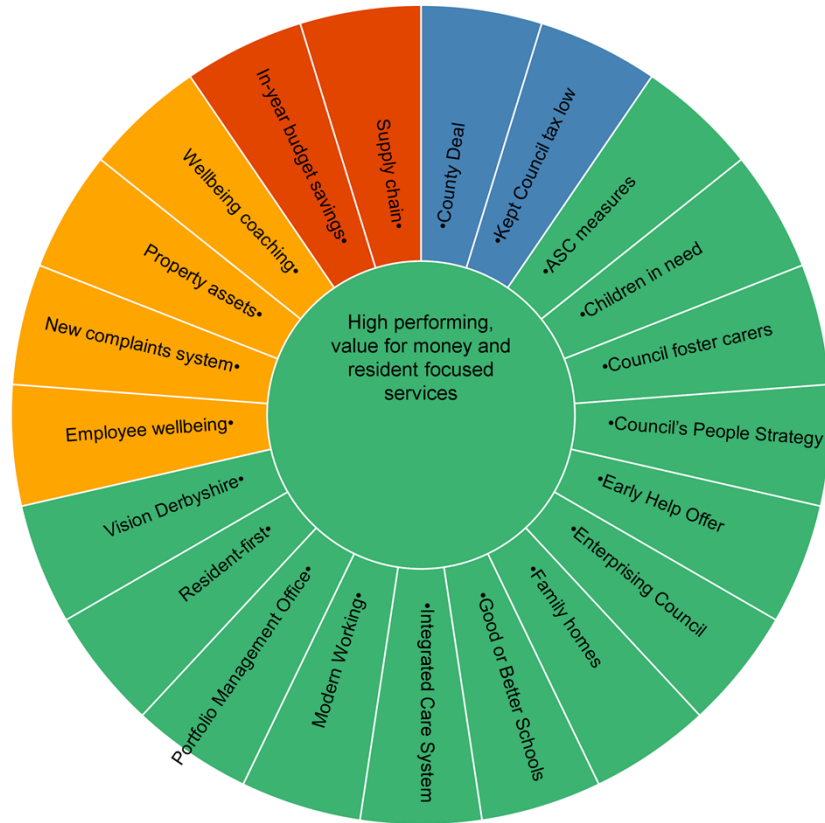 High performing,
value for money and
resident focused
services
•County Deal
•Kept Council tax low
•ASC measures
•Children in need
•Council foster carers
•Council’s People Strategy
•Early Help Offer
•Enterprising Council
•Family homes
•Good or Better Schools
•Integrated Care System
Modern Working•
Portfolio Management Office•
Resident-first•
Vision Derbyshire•
Employee wellbeing•
New complaints system•
Property assets•
Wellbeing coaching•
In-year budget savings•
Supply chain•